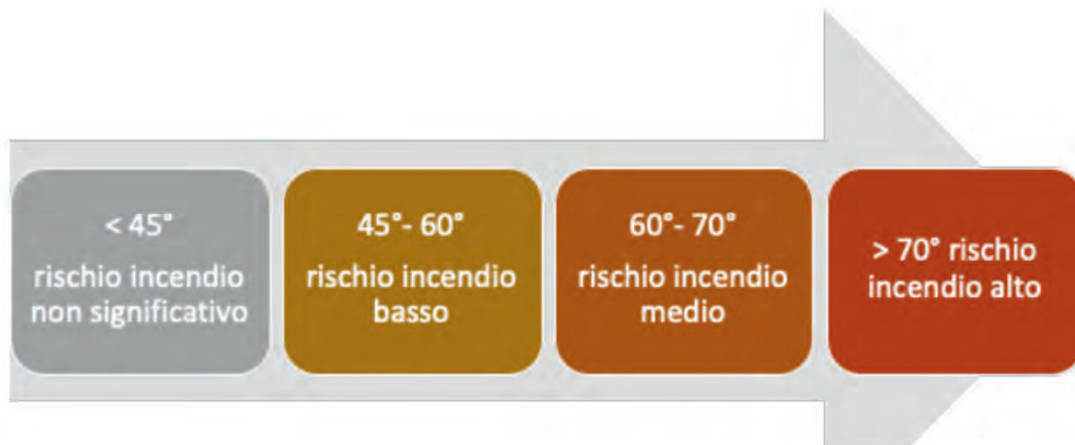 < 45°
rischio incendio
non significativo
45°- 60°
rischio incendio
basso
60°- 70°
rischio incendio
medio
> 70° rischio
incendio alto